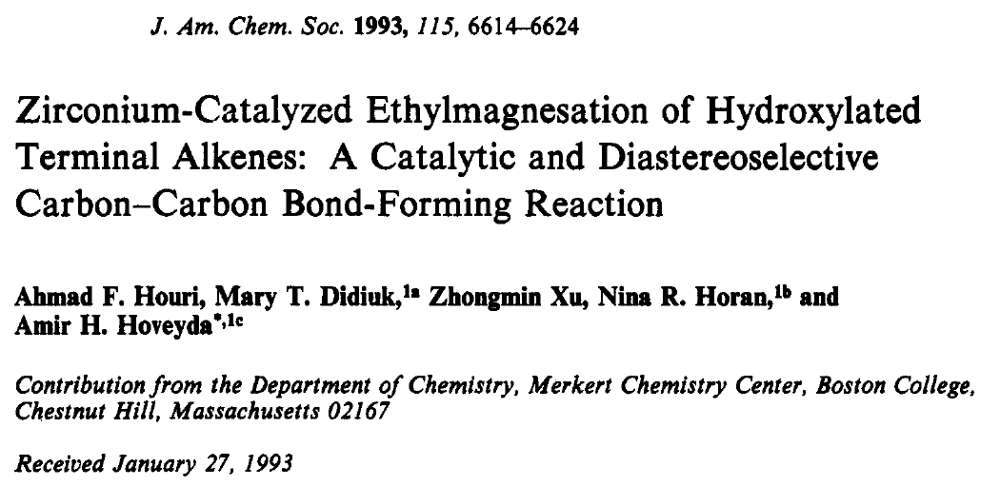 J. Am. Chem. Soc. 1993, 115, 6614–6624
Zirconium-Catalyzed Ethylmagnesation of Hydroxylated
Terminal Alkenes: A Catalytic and Diastereoselective
Carbon–Carbon Bond-Forming Reaction
Ahmad F. Houri, Mary T. Didiuk,1a Zhongmin Xu, Nina R. Horan,1b and
Amir H. Hoveyda*,1c
Contribution from the Department of Chemistry, Merkert Chemistry Center, Boston College,
Chestnut Hill, Massachusetts 02167
Received January 27, 1993